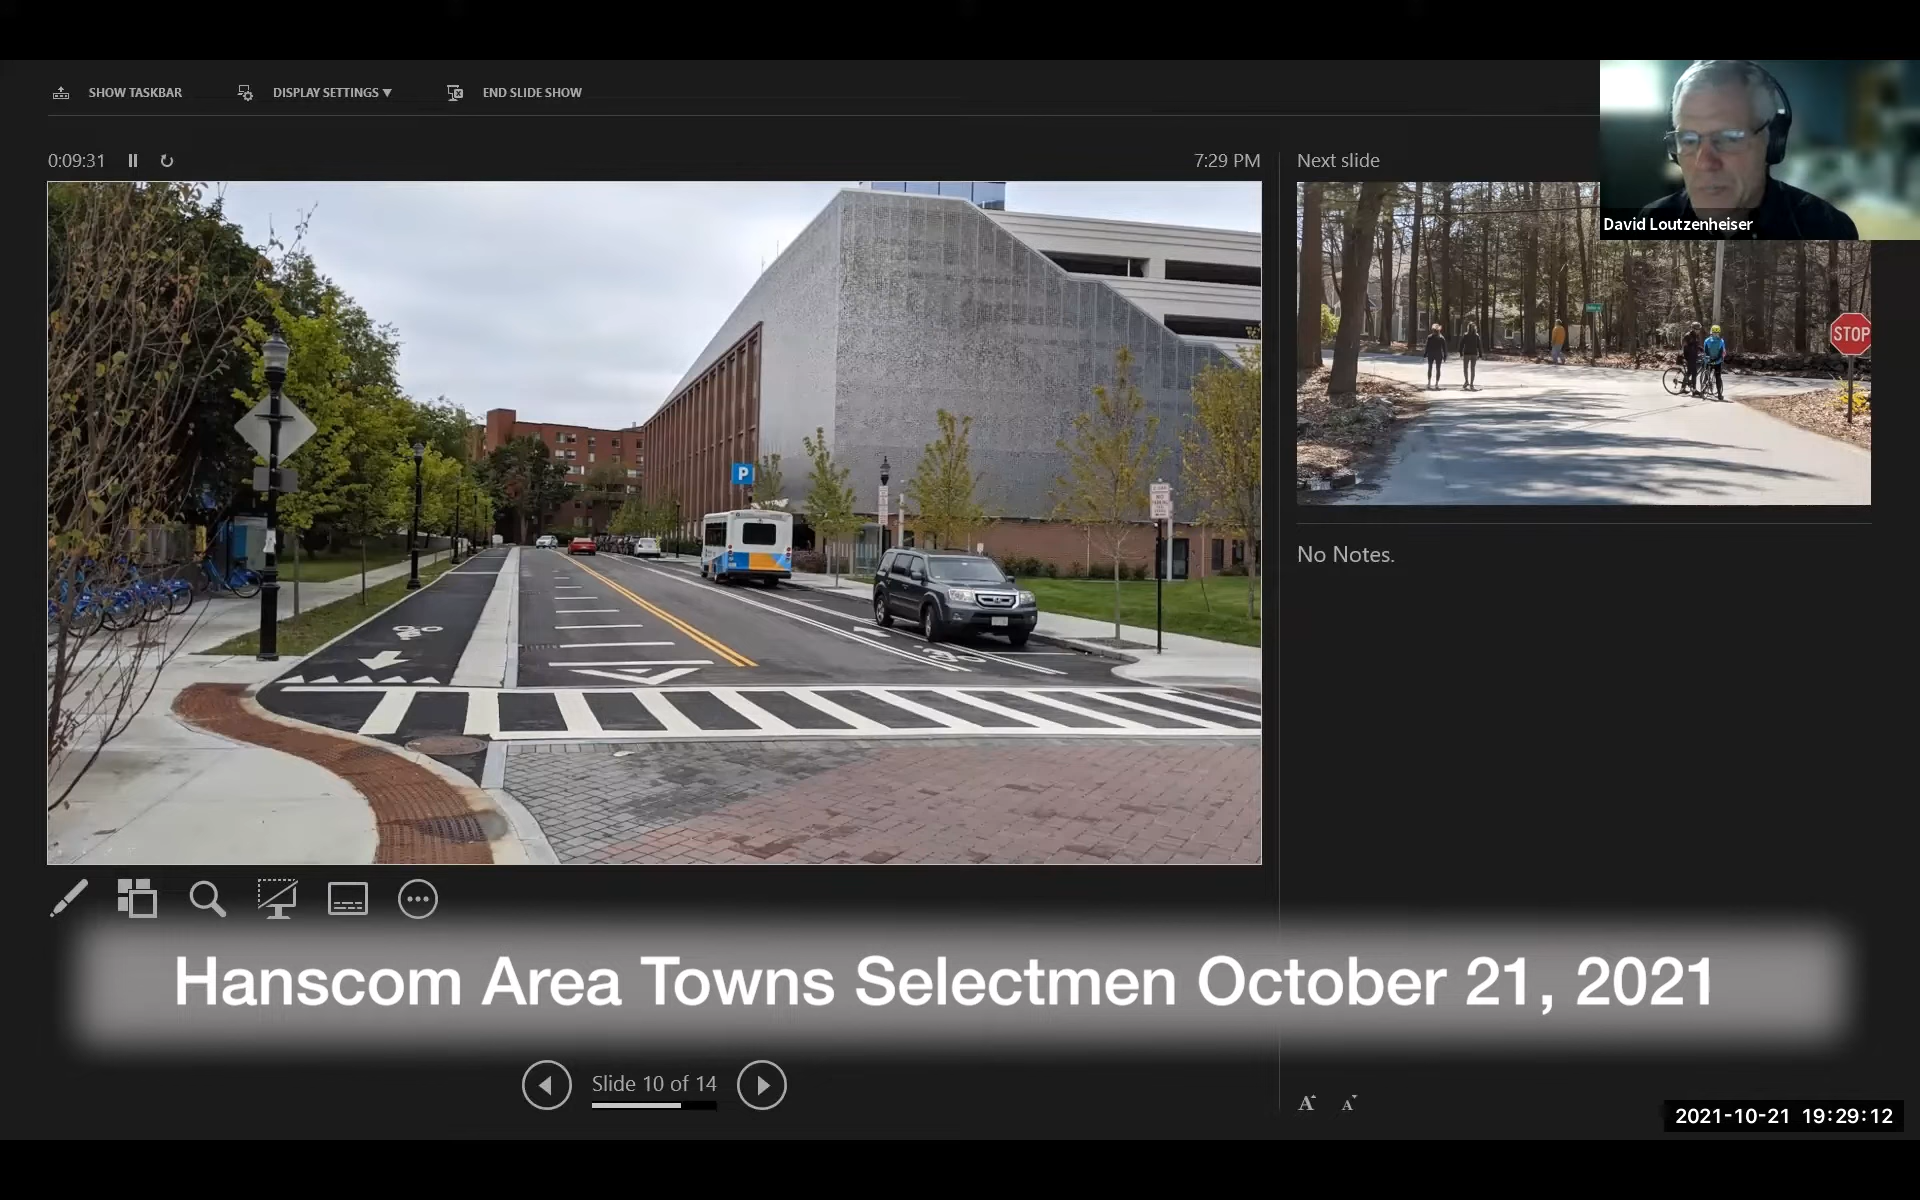 SHOW TASKBAR
DISPLAY SETTINGS ▼
END SLIDE SHOW
0:09:31
7:29 PM
Next slide
David Loutzenheiser
P
STOP
No Notes.
Hanscom Area Towns Selectmen October 21, 2021
Slide 10 of 14
A A
2021-10-21 19:29:12